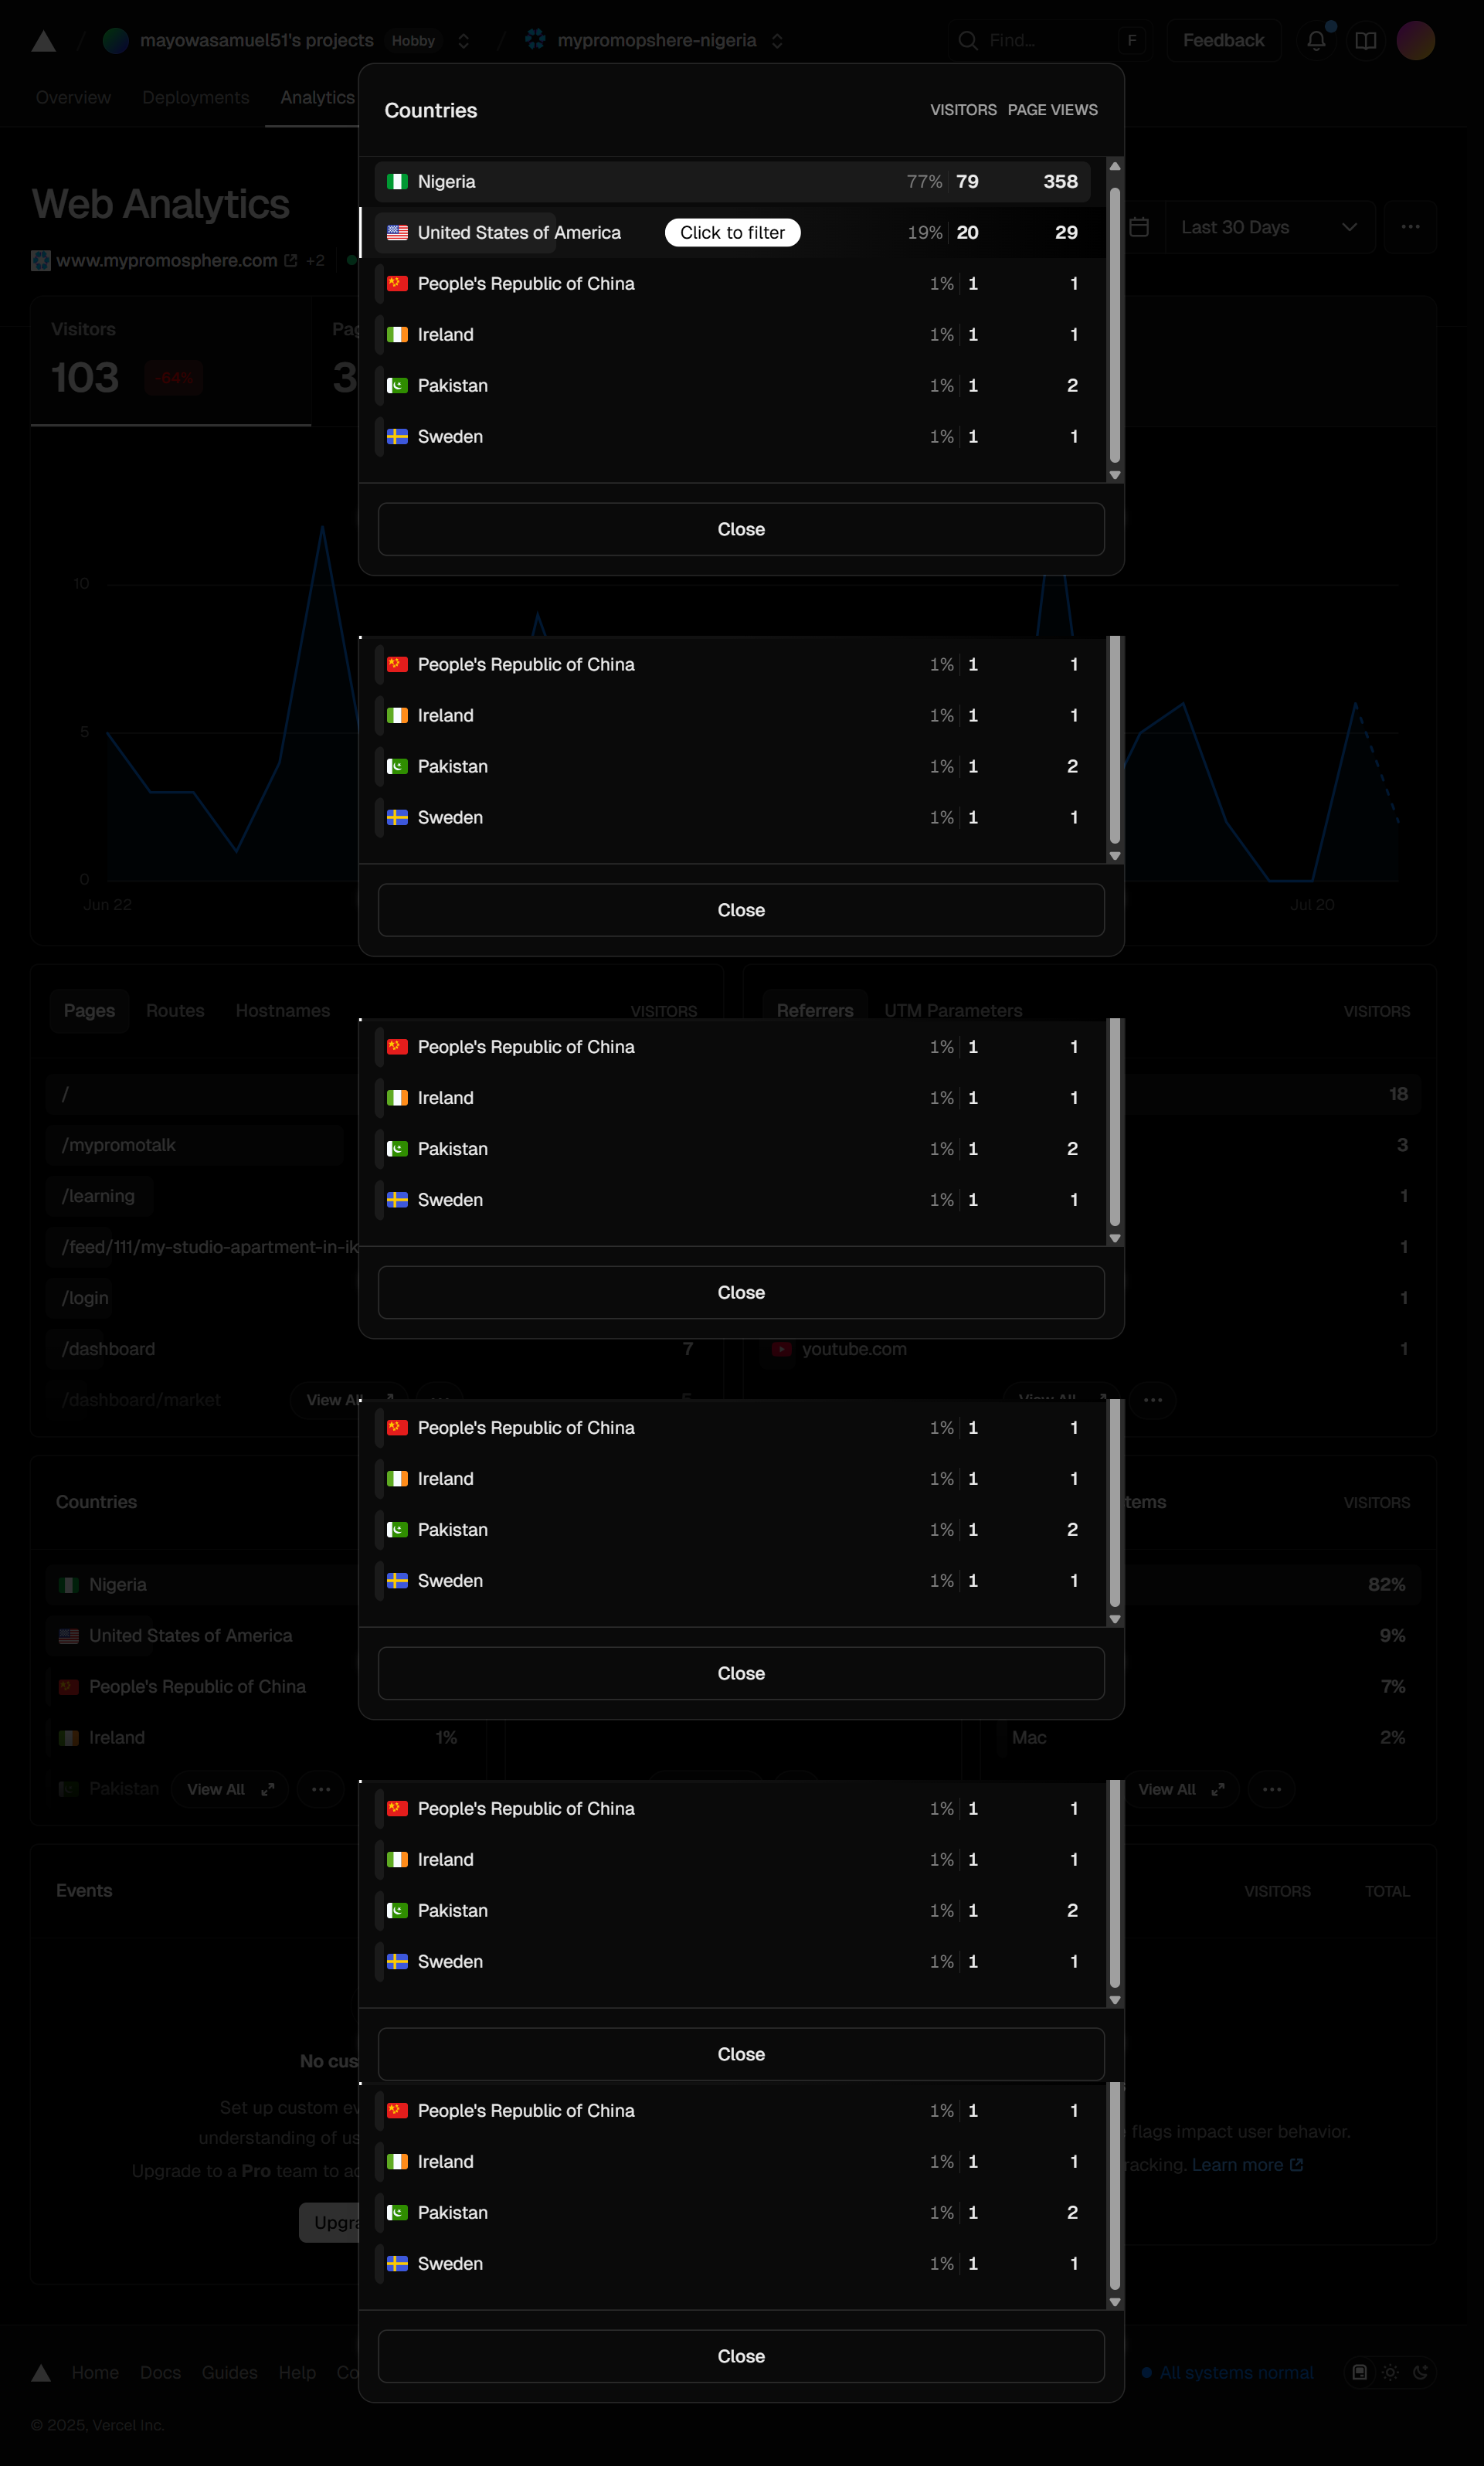 mayowasamuel51's projects Hobby mypromopshere-nigeria Find... F Feedback
Overview Deployments Analytics
Countries VISITORS PAGE VIEWS
Nigeria 77% 79 358
United States of America Click to filter 19% 20 29
People's Republic of China 1% 1 1
Ireland 1% 1 1
Pakistan 1% 1 2
Sweden 1% 1 1
Close
Web Analytics
www.mypromosphere.com +2
Last 30 Days
Visitors
103 -64%
10
5
0
Jun 22 Jul 20
People's Republic of China 1% 1 1
Ireland 1% 1 1
Pakistan 1% 1 2
Sweden 1% 1 1
Close
Pages Routes Hostnames VISITORS
Referrers UTM Parameters VISITORS
People's Republic of China 1% 1 1
Ireland 1% 1 1
Pakistan 1% 1 2
Sweden 1% 1 1
Close
/
/mypromotalk
/learning
/feed/111/my-studio-apartment-in-ik
/login
/dashboard 7
/dashboard/market View All
18
3
1
1
1
youtube.com 1
View All
People's Republic of China 1% 1 1
Ireland 1% 1 1
Pakistan 1% 1 2
Sweden 1% 1 1
Close
Countries
Nigeria
United States of America
People's Republic of China
Ireland 1%
Pakistan View All
tems VISITORS
82%
9%
7%
Mac 2%
View All
People's Republic of China 1% 1 1
Ireland 1% 1 1
Pakistan 1% 1 2
Sweden 1% 1 1
Close
Events
VISITORS TOTAL
No cus
Set up custom ev
understanding of us
Upgrade to a Pro team to ac
Upgra
flags impact user behavior.
racking. Learn more
People's Republic of China 1% 1 1
Ireland 1% 1 1
Pakistan 1% 1 2
Sweden 1% 1 1
Close
Home Docs Guides Help Co
All systems normal
© 2025, Vercel Inc.